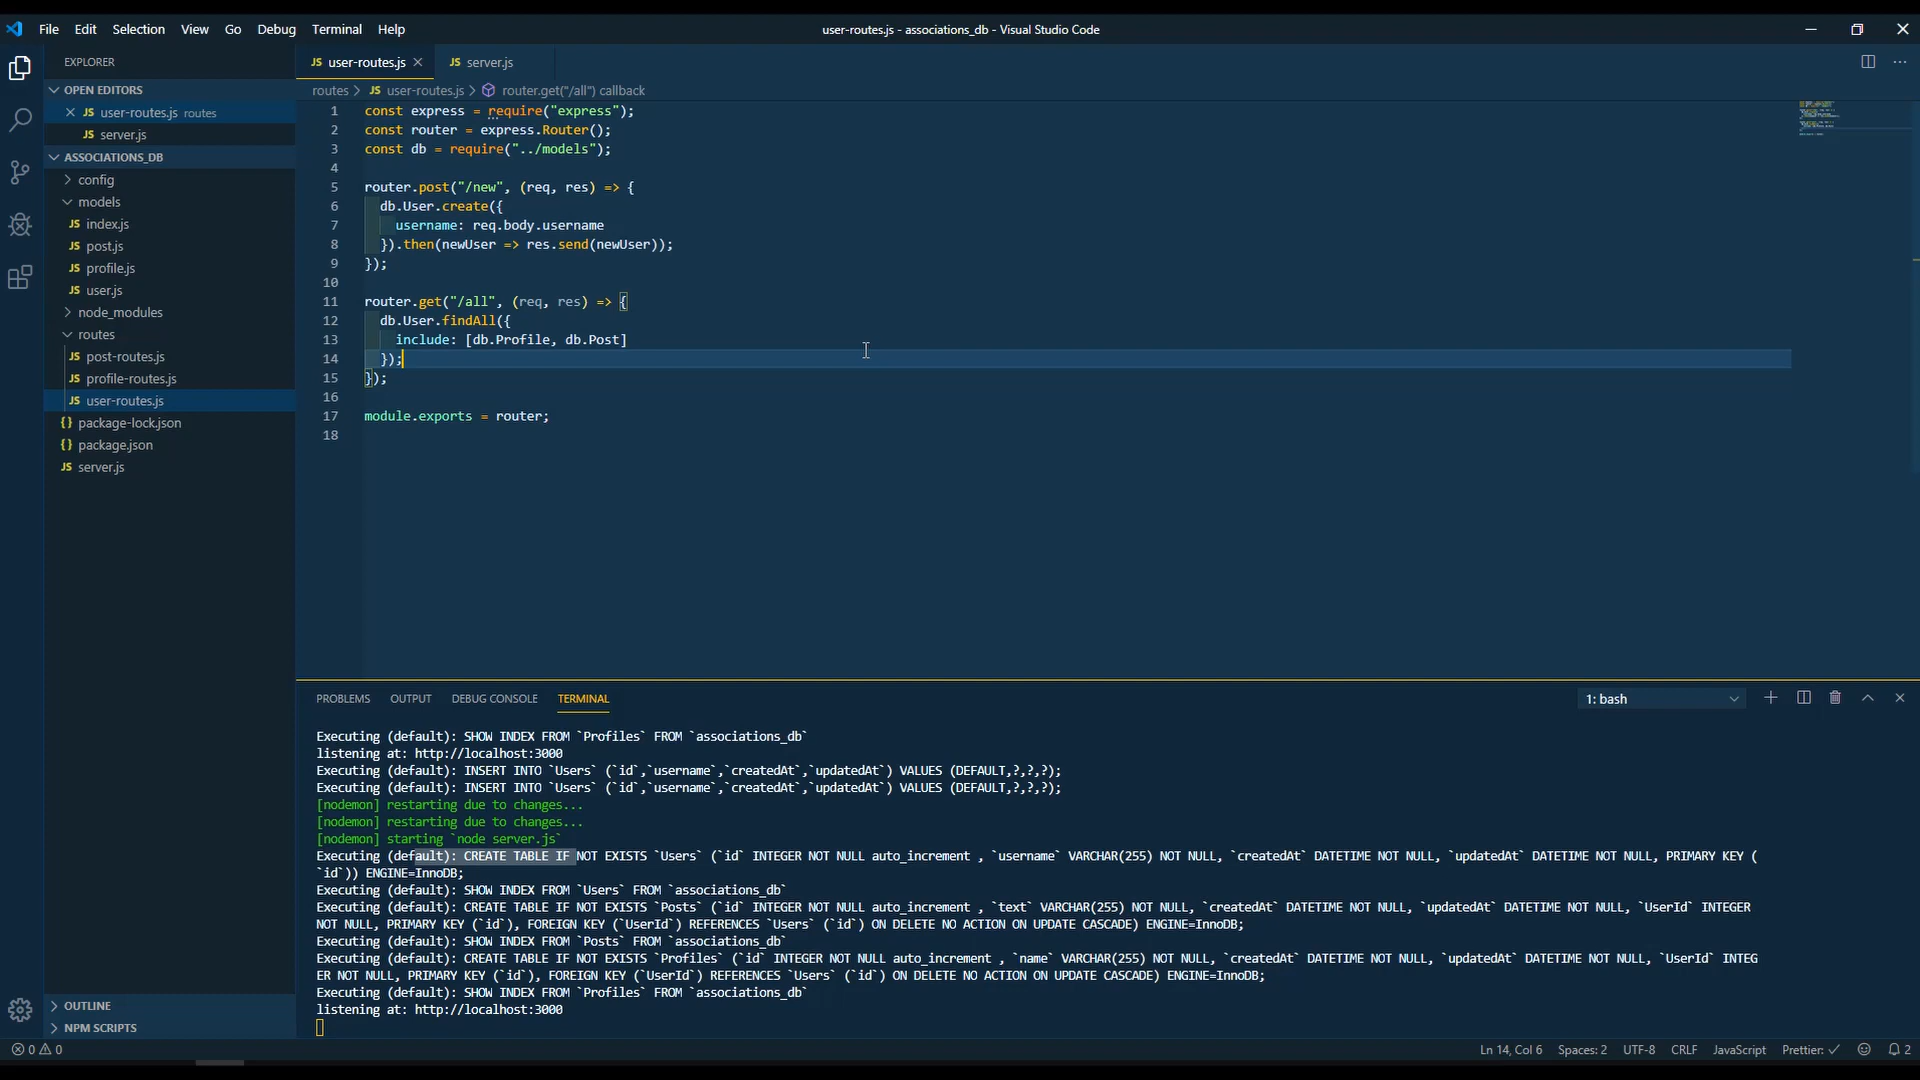 File Edit Selection View Go Debug Terminal Help
user-routes.js - associations_db - Visual Studio Code
EXPLORER
OPEN EDITORS
JS user-routes.js routes
JS server.js
ASSOCIATIONS_DB
config
models
JS index.js
JS post.js
JS profile.js
JS user.js
node_modules
routes
JS post-routes.js
JS profile-routes.js
JS user-routes.js
{} package-lock.json
{} package.json
JS server.js
OUTLINE
NPM SCRIPTS
JS user-routes.js
JS server.js
routes > JS user-routes.js > router.get("/all") callback
1 const express = require("express");
2 const router = express.Router();
3 const db = require("../models");
4
5 router.post("/new", (req, res) => {
6 db.User.create({
7 username: req.body.username
8 }).then(newUser => res.send(newUser));
9 });
10
11 router.get("/all", (req, res) => {
12 db.User.findAll({
13 include: [db.Profile, db.Post]
14 });
15 });
16
17 module.exports = router;
18
PROBLEMS OUTPUT DEBUG CONSOLE TERMINAL
1: bash
Executing (default): SHOW INDEX FROM `Profiles` FROM `associations_db`
listening at: http://localhost:3000
Executing (default): INSERT INTO `Users` (`id`,`username`,`createdAt`,`updatedAt`) VALUES (DEFAULT,?,?,?);
Executing (default): INSERT INTO `Users` (`id`,`username`,`createdAt`,`updatedAt`) VALUES (DEFAULT,?,?,?);
[nodemon] restarting due to changes...
[nodemon] restarting due to changes...
[nodemon] starting `node server.js`
Executing (default): CREATE TABLE IF NOT EXISTS `Users` (`id` INTEGER NOT NULL auto_increment , `username` VARCHAR(255) NOT NULL, `createdAt` DATETIME NOT NULL, `updatedAt` DATETIME NOT NULL, PRIMARY KEY (
`id`)) ENGINE=InnoDB;
Executing (default): SHOW INDEX FROM `Users` FROM `associations_db`
Executing (default): CREATE TABLE IF NOT EXISTS `Posts` (`id` INTEGER NOT NULL auto_increment , `text` VARCHAR(255) NOT NULL, `createdAt` DATETIME NOT NULL, `updatedAt` DATETIME NOT NULL, `UserId` INTEGER
NOT NULL, PRIMARY KEY (`id`), FOREIGN KEY (`UserId`) REFERENCES `Users` (`id`) ON DELETE NO ACTION ON UPDATE CASCADE) ENGINE=InnoDB;
Executing (default): SHOW INDEX FROM `Posts` FROM `associations_db`
Executing (default): CREATE TABLE IF NOT EXISTS `Profiles` (`id` INTEGER NOT NULL auto_increment , `name` VARCHAR(255) NOT NULL, `createdAt` DATETIME NOT NULL, `updatedAt` DATETIME NOT NULL, `UserId` INTEG
ER NOT NULL, PRIMARY KEY (`id`), FOREIGN KEY (`UserId`) REFERENCES `Users` (`id`) ON DELETE NO ACTION ON UPDATE CASCADE) ENGINE=InnoDB;
Executing (default): SHOW INDEX FROM `Profiles` FROM `associations_db`
listening at: http://localhost:3000
0 0
Ln 14, Col 6 Spaces: 2 UTF-8 CRLF JavaScript Prettier: ✓ 2